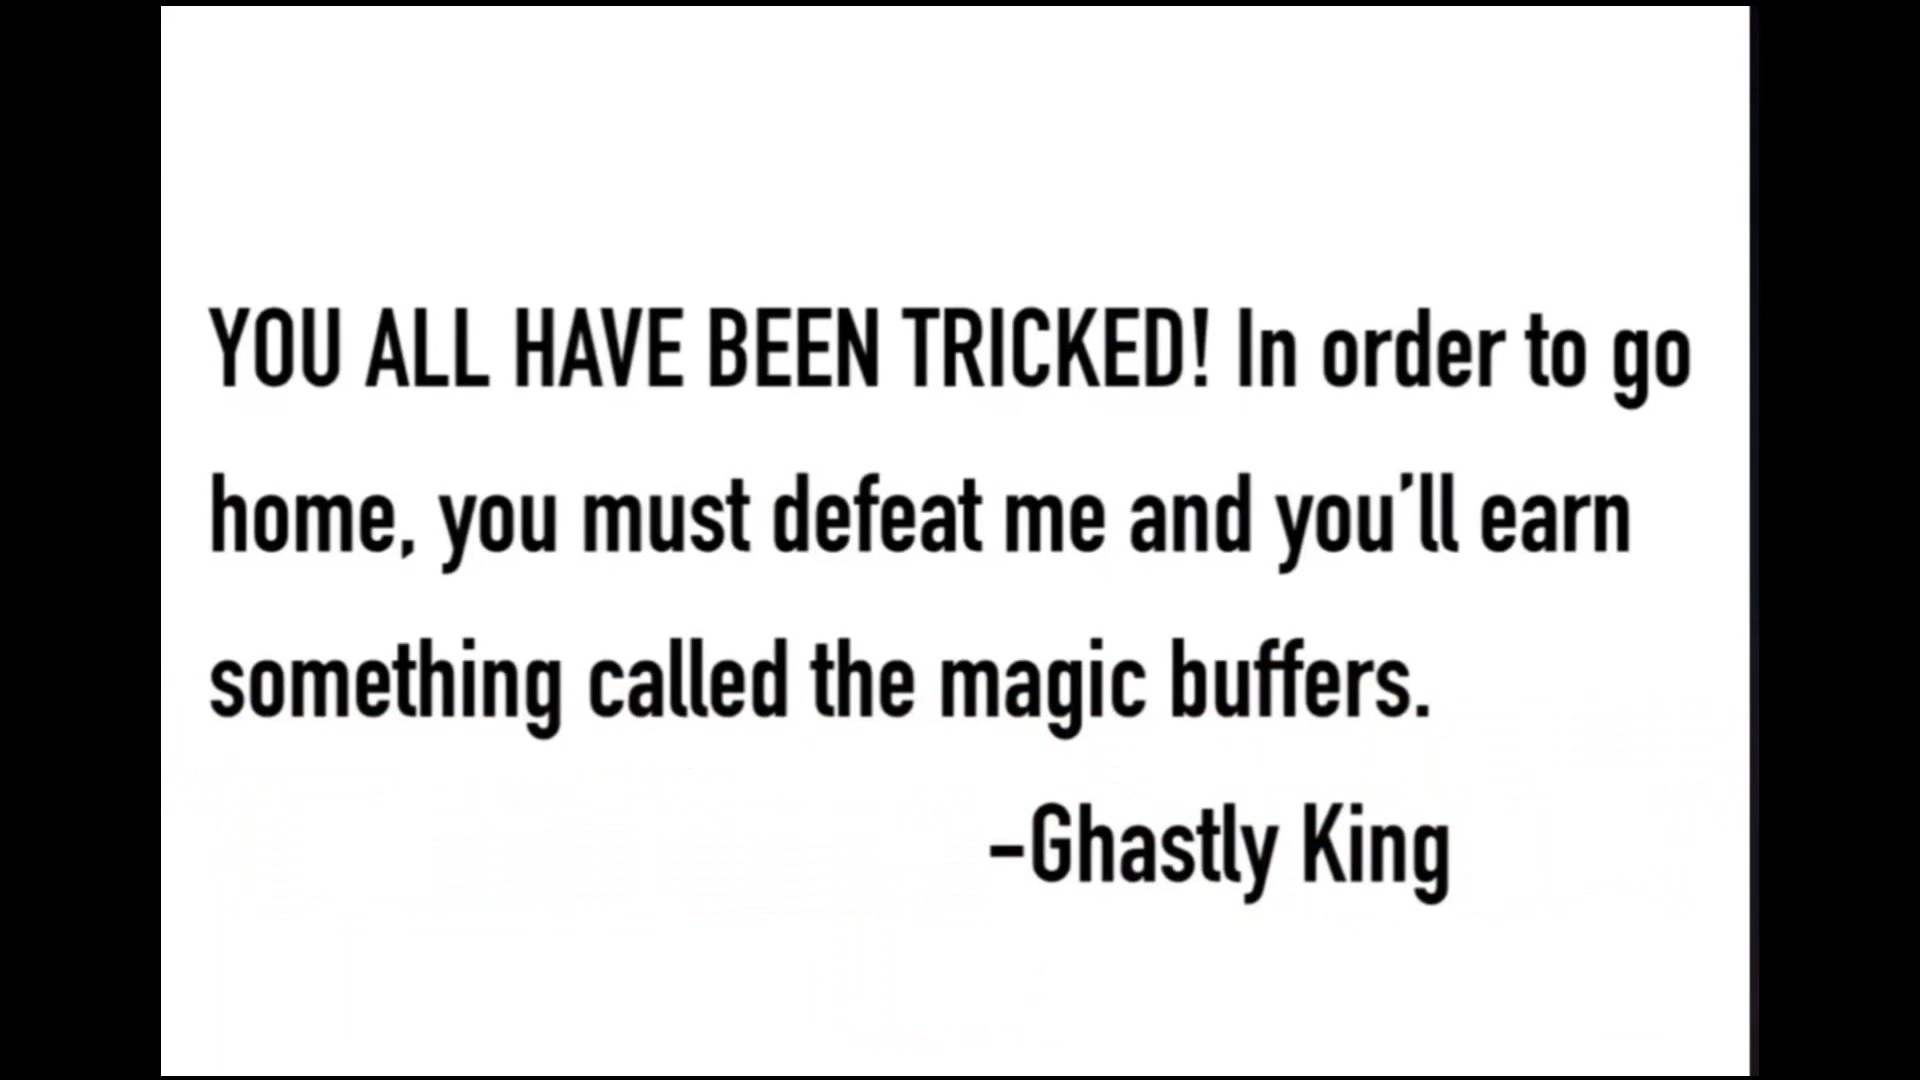 YOU ALL HAVE BEEN TRICKED! In order to go
home, you must defeat me and you’ll earn
something called the magic buffers.
-Ghastly King